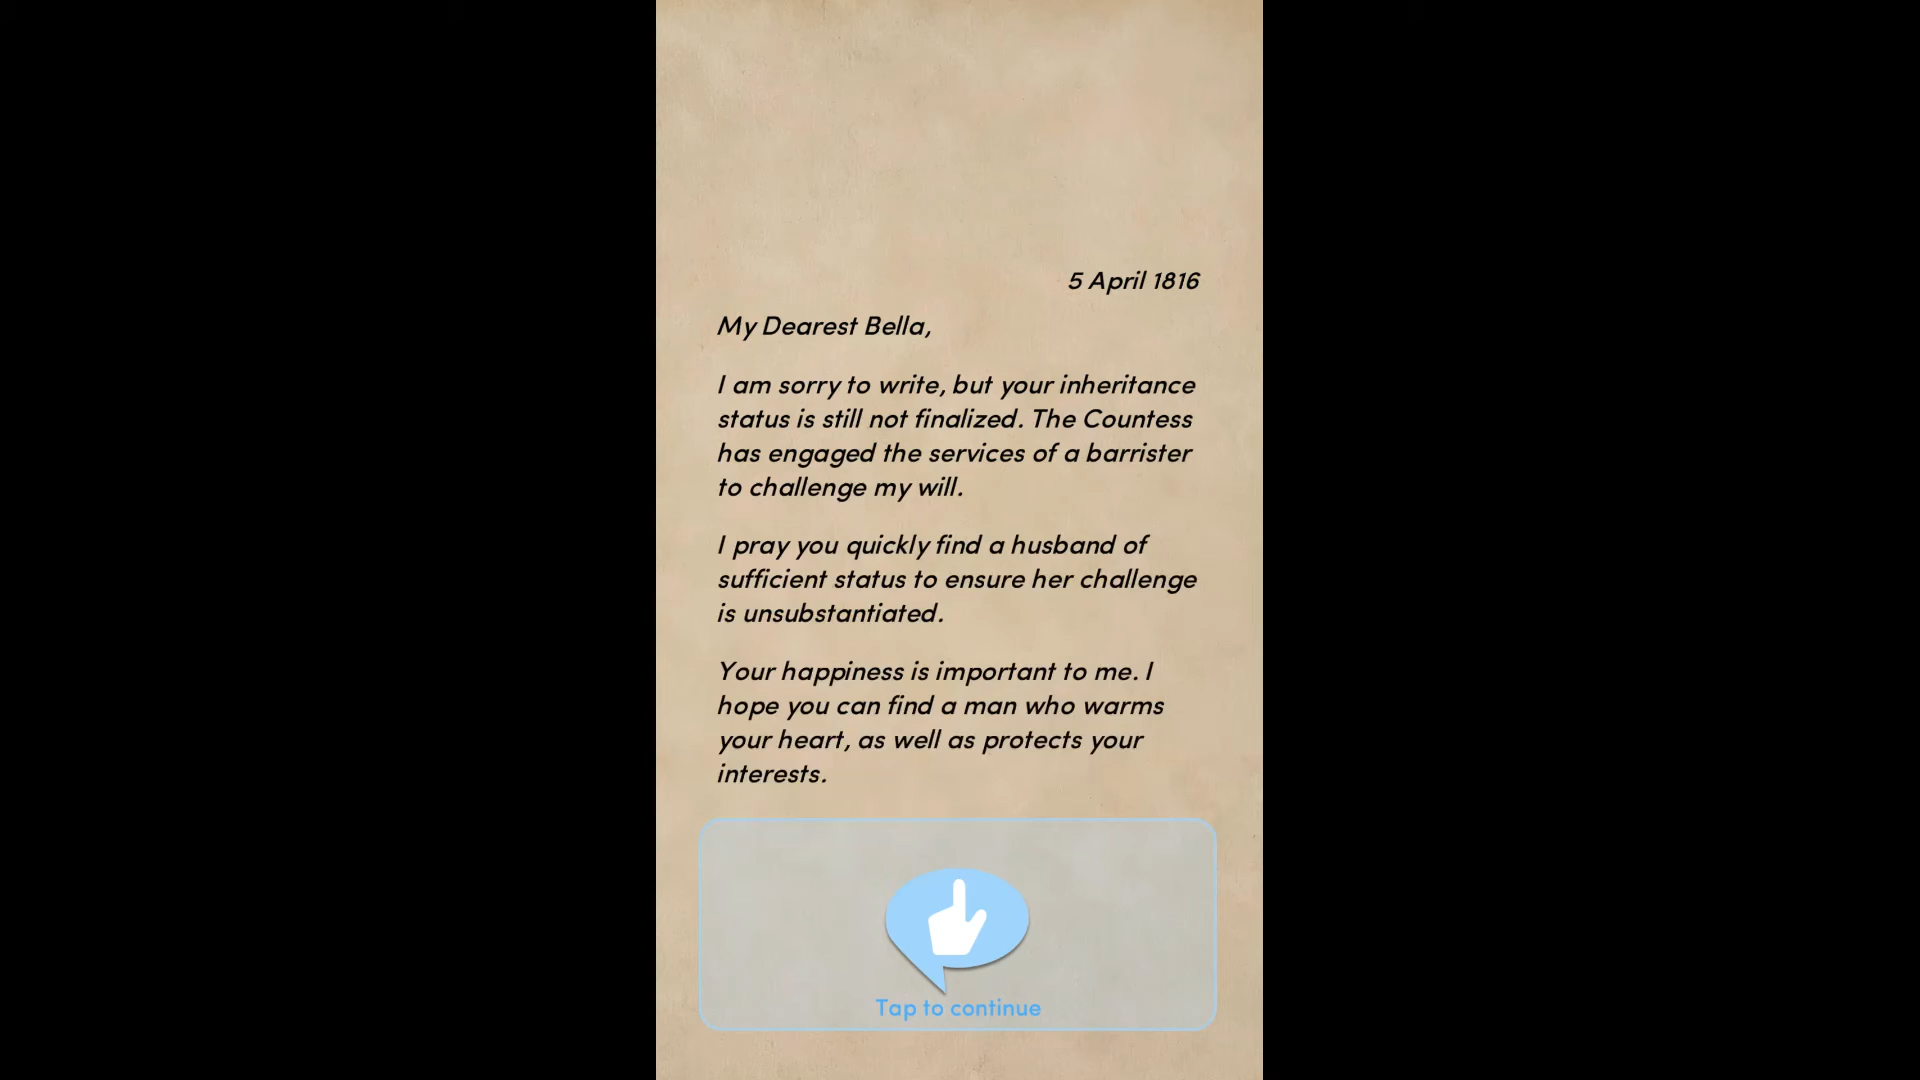 5 April 1816
My Dearest Bella,
I am sorry to write, but your inheritance
status is still not finalized. The Countess
has engaged the services of a barrister
to challenge my will.
I pray you quickly find a husband of
sufficient status to ensure her challenge
is unsubstantiated.
Your happiness is important to me. I
hope you can find a man who warms
your heart, as well as protects your
interests.
Tap to continue